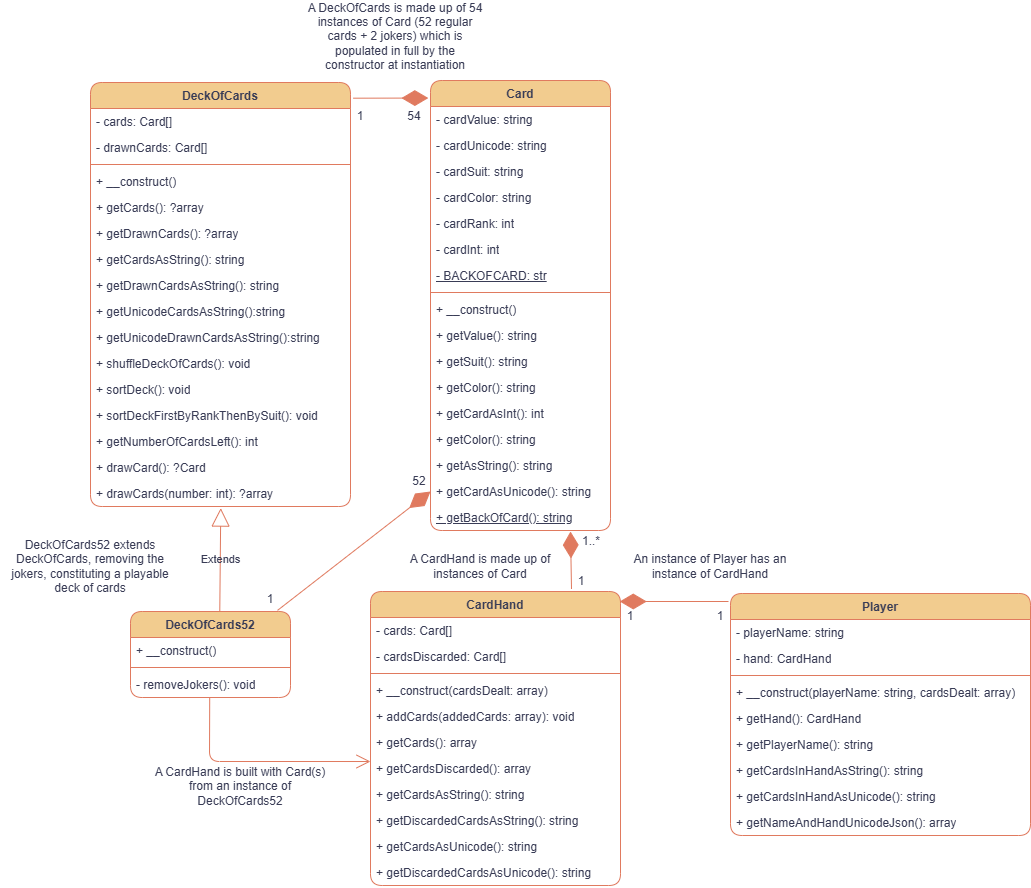 A DeckOfCards is made up of 54
instances of Card (52 regular
cards + 2 jokers) which is
populated in full by the
constructor at instantiation
DeckOfCards
- cards: Card[]
- drawnCards: Card[]
+ __construct()
+ getCards(): ?array
+ getDrawnCards(): ?array
+ getCardsAsString(): string
+ getDrawnCardsAsString(): string
+ getUnicodeCardsAsString():string
+ getUnicodeDrawnCardsAsString():string
+ shuffleDeckOfCards(): void
+ sortDeck(): void
+ sortDeckFirstByRankThenBySuit(): void
+ getNumberOfCardsLeft(): int
+ drawCard(): ?Card
+ drawCards(number: int): ?array
1
54
Card
- cardValue: string
- cardUnicode: string
- cardSuit: string
- cardColor: string
- cardRank: int
- cardInt: int
- BACKOFCARD: str
+ __construct()
+ getValue(): string
+ getSuit(): string
+ getColor(): string
+ getCardAsInt(): int
+ getColor(): string
+ getAsString(): string
+ getCardAsUnicode(): string
+ getBackOfCard(): string
52
1
DeckOfCards52 extends
DeckOfCards, removing the
jokers, constituting a playable
deck of cards
Extends
A CardHand is made up of
instances of Card
1..*
1
An instance of Player has an
instance of CardHand
DeckOfCards52
+ __construct()
- removeJokers(): void
A CardHand is built with Card(s)
from an instance of
DeckOfCards52
CardHand
- cards: Card[]
- cardsDiscarded: Card[]
+ __construct(cardsDealt: array)
+ addCards(addedCards: array): void
+ getCards(): array
+ getCardsDiscarded(): array
+ getCardsAsString(): string
+ getDiscardedCardsAsString(): string
+ getCardsAsUnicode(): string
+ getDiscardedCardsAsUnicode(): string
1
1
Player
- playerName: string
- hand: CardHand
+ __construct(playerName: string, cardsDealt: array)
+ getHand(): CardHand
+ getPlayerName(): string
+ getCardsInHandAsString(): string
+ getCardsInHandAsUnicode(): string
+ getNameAndHandUnicodeJson(): array